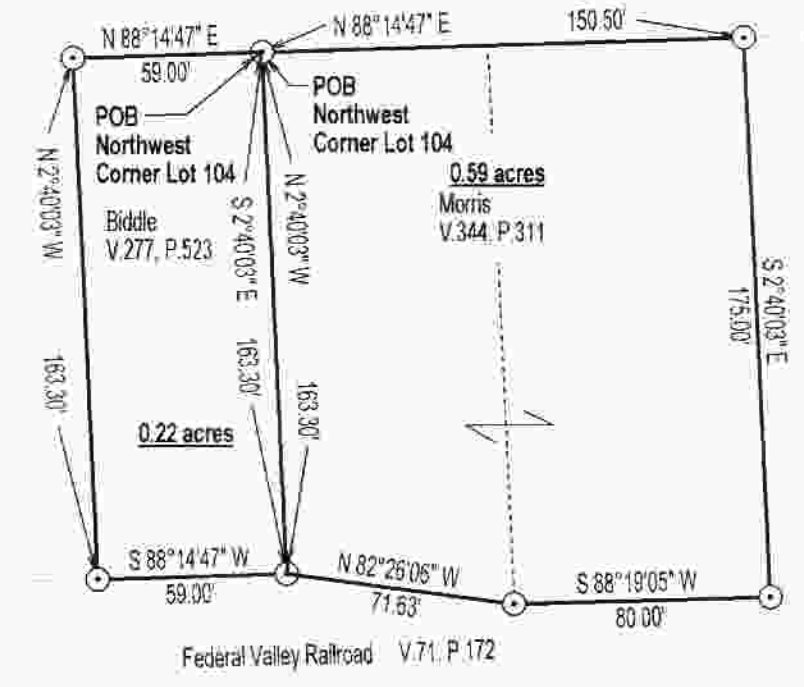 N 88°14'47" E
59.00'
N 88°14'47" E
150.50'
POB
Northwest
Corner Lot 104
POB
Northwest
Corner Lot 104
N 2°40'03" W
163.30'
Biddle
V.277, P.523
S 2°40'03" E
163.30'
N 2°40'03" W
163.30'
0.59 acres
Morris
V.344, P.311
S 2°40'03" E
175.00'
0.22 acres
S 88°14'47" W
59.00'
N 82°26'06" W
71.63'
S 88°19'05" W
80.00'
Federal Valley Railroad V.71, P.172